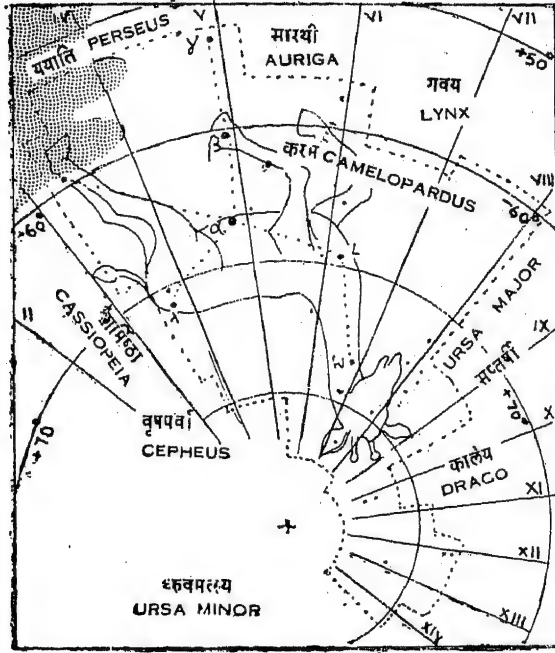 V
VI
VII
ययाति PERSEUS
सारथी
AURIGA
+50°
γ
गवय
LYNX
β
करभ CAMELOPARDUS
VIII
60°
-60°
α
L
II
CASSIOPEIA
URSA MAJOR
सप्तर्षी
IX
γ
वृषपर्वा
CEPHEUS
+70
+70°
X
कालेय
DRACO
XI
XII
XIII
XIV
ध्रुवमत्स्य
URSA MINOR